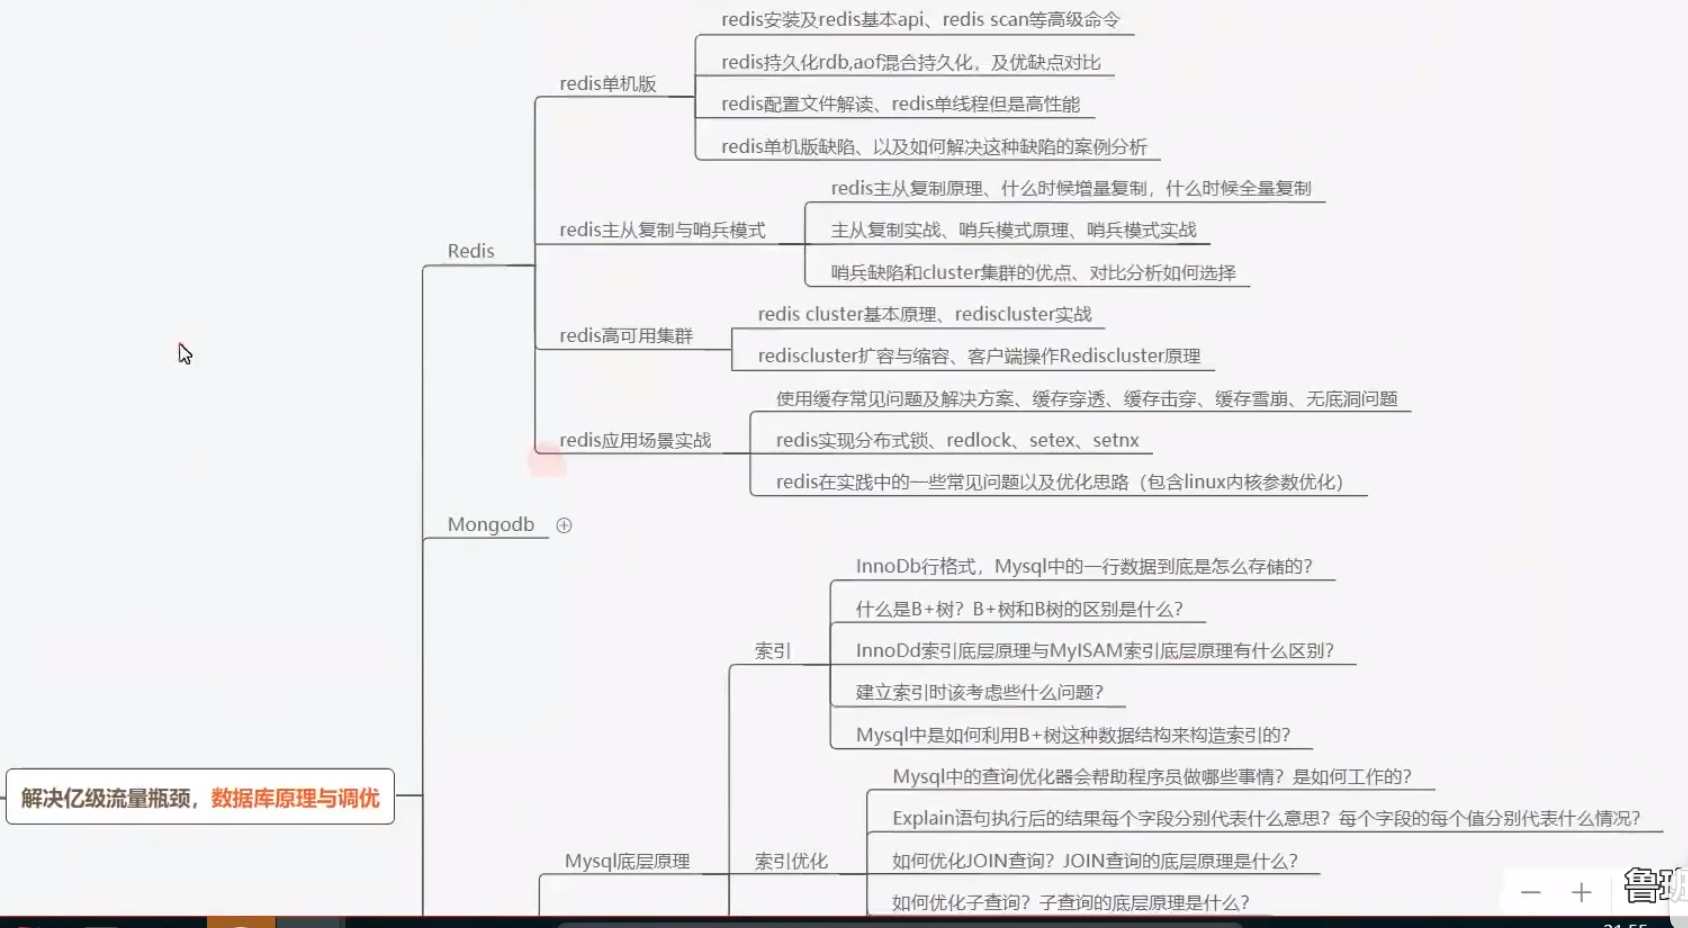 redis安装及redis基本api、redis scan等高级命令
redis持久化rdb,aof混合持久化，及优缺点对比
redis单机版
redis配置文件解读、redis单线程但是高性能
redis单机版缺陷、以及如何解决这种缺陷的案例分析
redis主从复制原理、什么时候增量复制，什么时候全量复制
redis主从复制与哨兵模式
主从复制实战、哨兵模式原理、哨兵模式实战
Redis
哨兵缺陷和cluster集群的优点、对比分析如何选择
redis cluster基本原理、rediscluster实战
redis高可用集群
rediscluster扩容与缩容、客户端操作Rediscluster原理
使用缓存常见问题及解决方案、缓存穿透、缓存击穿、缓存雪崩、无底洞问题
redis应用场景实战
redis实现分布式锁、redlock、setex、setnx
redis在实践中的一些常见问题以及优化思路（包含linux内核参数优化）
Mongodb
InnoDb行格式，Mysql中的一行数据到底是怎么存储的？
什么是B+树？B+树和B树的区别是什么？
索引
InnoDd索引底层原理与MyISAM索引底层原理有什么区别？
建立索引时该考虑些什么问题？
Mysql中是如何利用B+树这种数据结构来构造索引的？
Mysql中的查询优化器会帮助程序员做哪些事情？是如何工作的？
解决亿级流量瓶颈，数据库原理与调优
Explain语句执行后的结果每个字段分别代表什么意思？每个字段的每个值分别代表什么情况？
Mysql底层原理
索引优化
如何优化JOIN查询？JOIN查询的底层原理是什么？
如何优化子查询？子查询的底层原理是什么？
鲁班